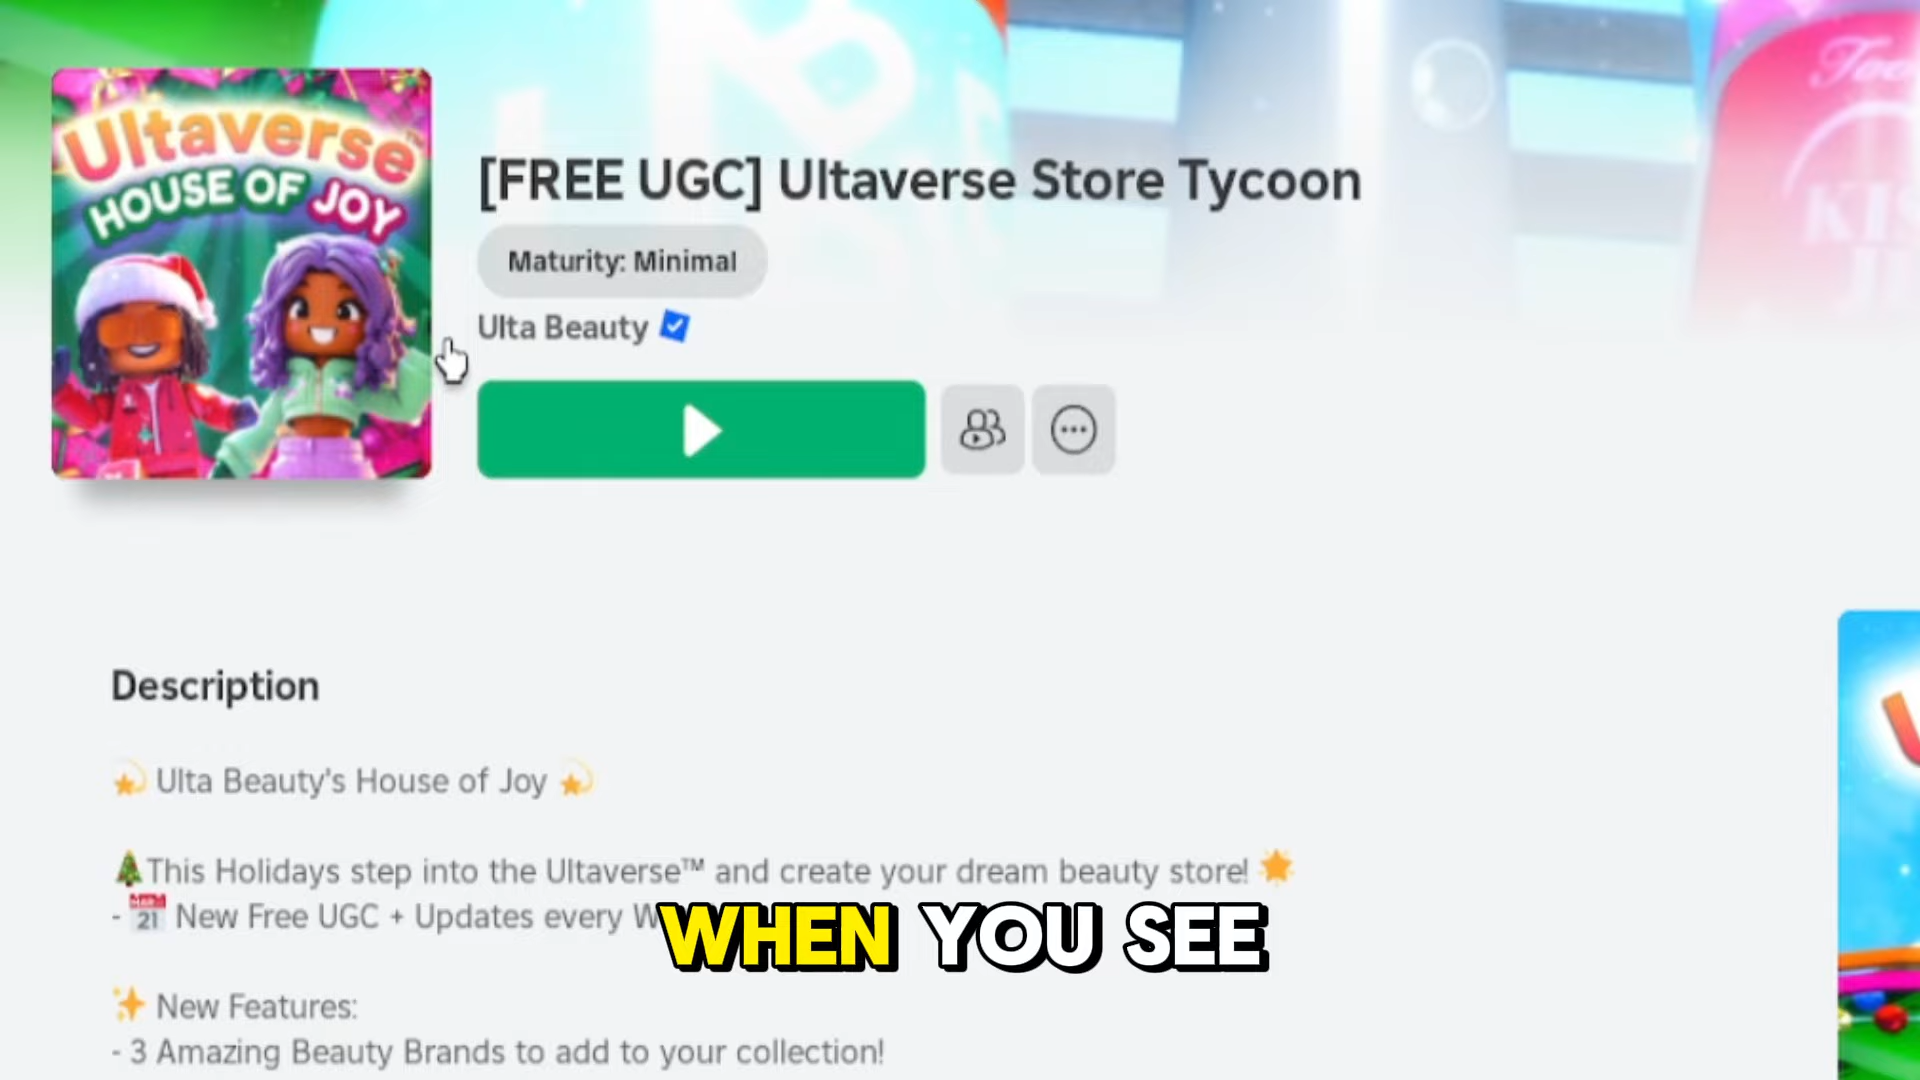 Ultaverse™
HOUSE OF JOY
[FREE UGC] Ultaverse Store Tycoon
Maturity: Minimal
Ulta Beauty
Description
Ulta Beauty's House of Joy
This Holidays step into the Ultaverse™ and create your dream beauty store!
- 21 New Free UGC + Updates every
WHEN YOU SEE
New Features:
- 3 Amazing Beauty Brands to add to your collection!